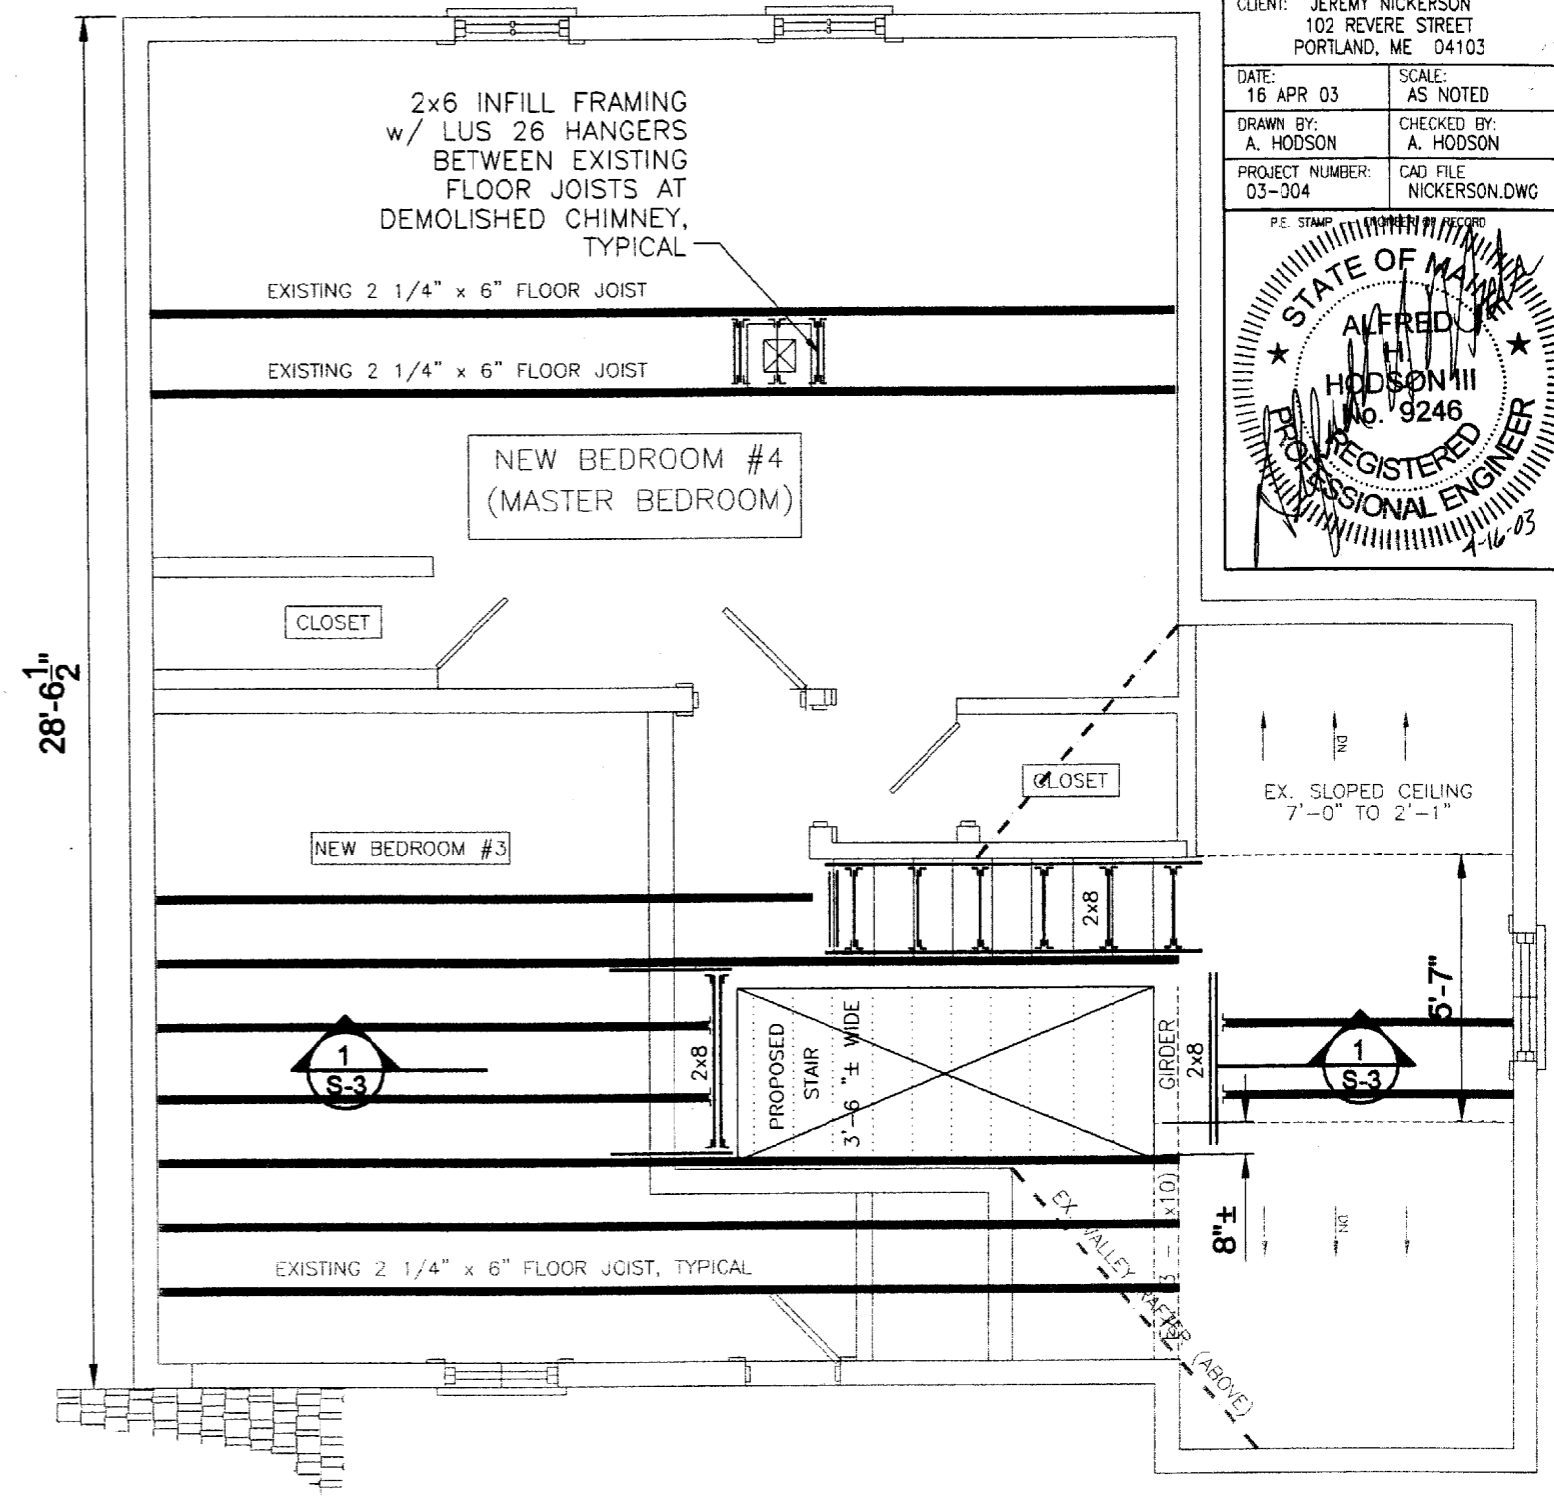 CLIENT: JEREMY NICKERSON
102 REVERE STREET
PORTLAND, ME 04103
DATE:
16 APR 03
SCALE:
AS NOTED
DRAWN BY:
A. HODSON
CHECKED BY:
A. HODSON
PROJECT NUMBER:
03-004
CAD FILE
NICKERSON.DWG
P.E. STAMP - ENGINEER OF RECORD
STATE OF MAINE
ALFRED
H.
HODSON III
No. 9246
REGISTERED
PROFESSIONAL ENGINEER
4-16-03
2x6 INFILL FRAMING
w/ LUS 26 HANGERS
BETWEEN EXISTING
FLOOR JOISTS AT
DEMOLISHED CHIMNEY,
TYPICAL
EXISTING 2 1/4" x 6" FLOOR JOIST
EXISTING 2 1/4" x 6" FLOOR JOIST
NEW BEDROOM #4
(MASTER BEDROOM)
CLOSET
28'-6 1/2"
CLOSET
DN
EX. SLOPED CEILING
7'-0" TO 2'-1"
NEW BEDROOM #3
2x8
1
S-3
2x8
PROPOSED
STAIR
3'-6"± WIDE
GIRDER
2x8
1
S-3
5'-7"
8"±
DN
x10)
EX. VALLEY RAFTER (ABOVE)
EXISTING 2 1/4" x 6" FLOOR JOIST, TYPICAL